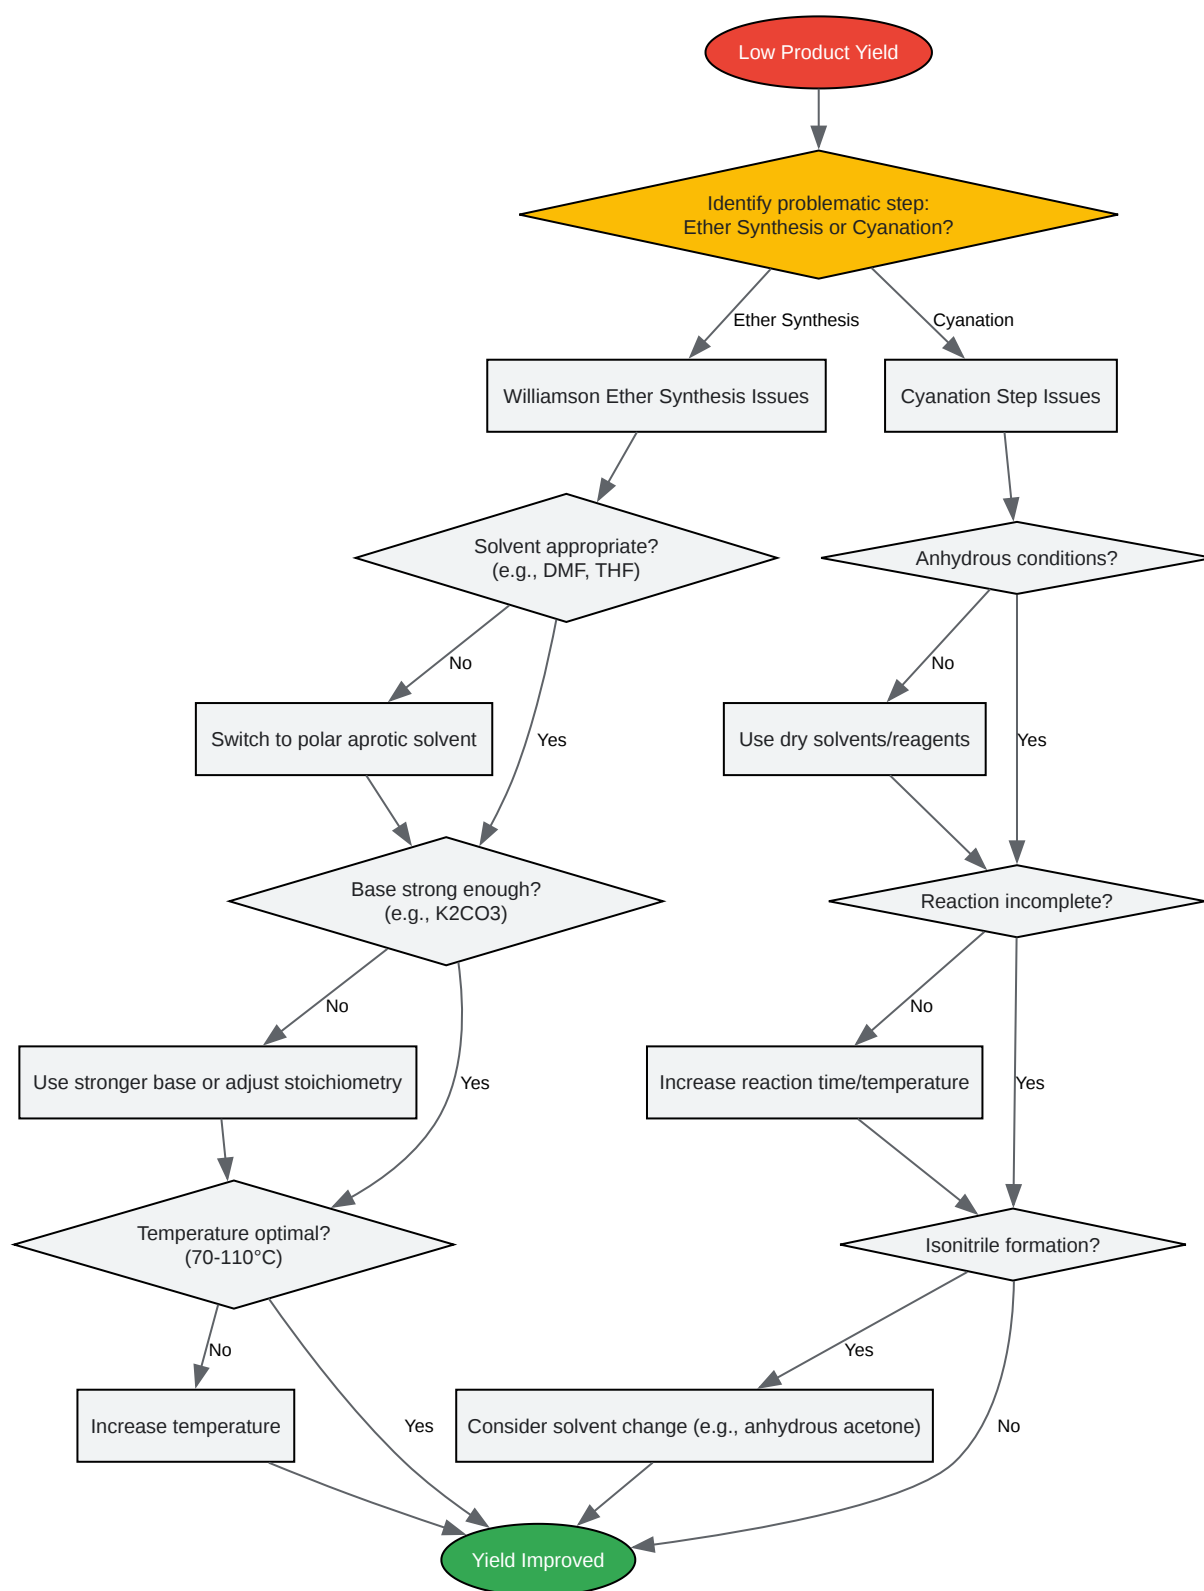 Low Product Yield
Identify problematic step:
Ether Synthesis or Cyanation?
Ether Synthesis
Cyanation
Williamson Ether Synthesis Issues
Cyanation Step Issues
Solvent appropriate?
(e.g., DMF, THF)
Anhydrous conditions?
No
No
Switch to polar aprotic solvent
Yes
Use dry solvents/reagents
Yes
Base strong enough?
(e.g., K2CO3)
Reaction incomplete?
No
No
Use stronger base or adjust stoichiometry
Yes
Increase reaction time/temperature
Yes
Temperature optimal?
(70-110°C)
Isonitrile formation?
No
Yes
Increase temperature
Yes
Consider solvent change (e.g., anhydrous acetone)
No
Yield Improved